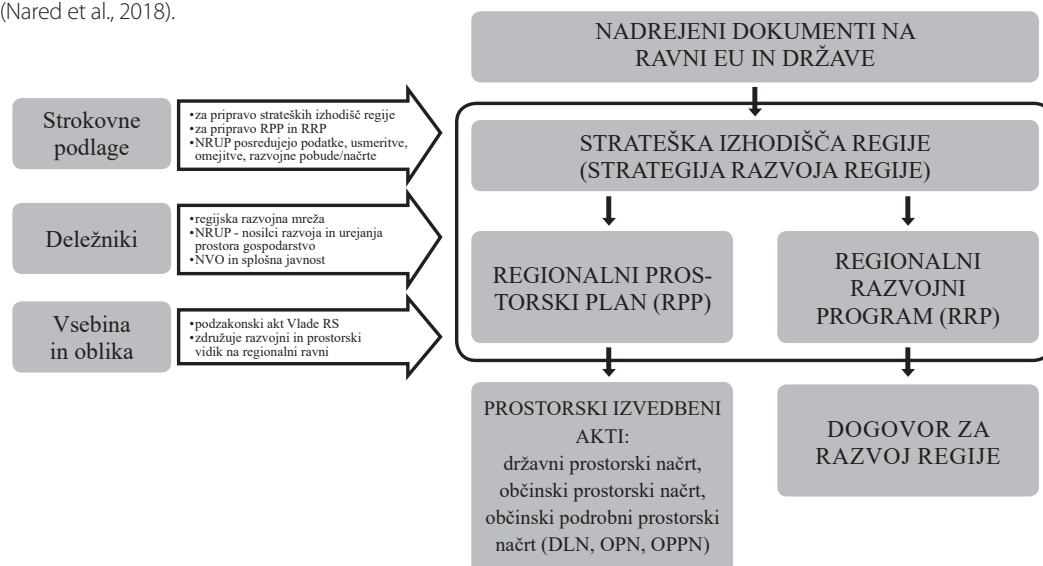 (Nared et al., 2018).
NADREJENI DOKUMENTI NA
RAVNI EU IN DRŽAVE
Strokovne
podlage
•za pripravo strateških izhodišč regije
•za pripravo RPP in RRP
•NRUP posredujejo podatke, usmeritve,
omejitve, razvojne pobude/načrte
STRATEŠKA IZHODIŠČA REGIJE
(STRATEGIJA RAZVOJA REGIJE)
Deležniki
•regijska razvojna mreža
•NRUP - nosilci razvoja in urejanja
prostora gospodarstvo
•NVO in splošna javnost
REGIONALNI PROS-
TORSKI PLAN (RPP)
REGIONALNI
RAZVOJNI
PROGRAM (RRP)
Vsebina
in oblika
•podzakonski akt Vlade RS
•združuje razvojni in prostorski
vidik na regionalni ravni
PROSTORSKI IZVEDBENI
AKTI:
državni prostorski načrt,
občinski prostorski načrt,
občinski podrobni prostorski
načrt (DLN, OPN, OPPN)
DOGOVOR ZA
RAZVOJ REGIJE